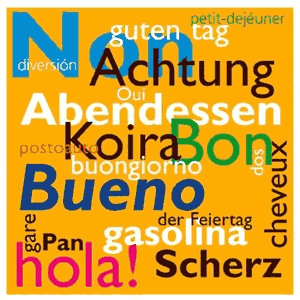 petit-dejéuner
Non
guten tag
diversión
Achtung
Oui
Abendessen
Koira
Bon
postoauto
buongiorno
dos
cheveux
Bueno
der Feiertag
gare
Pan
gasolina
hola!
Scherz